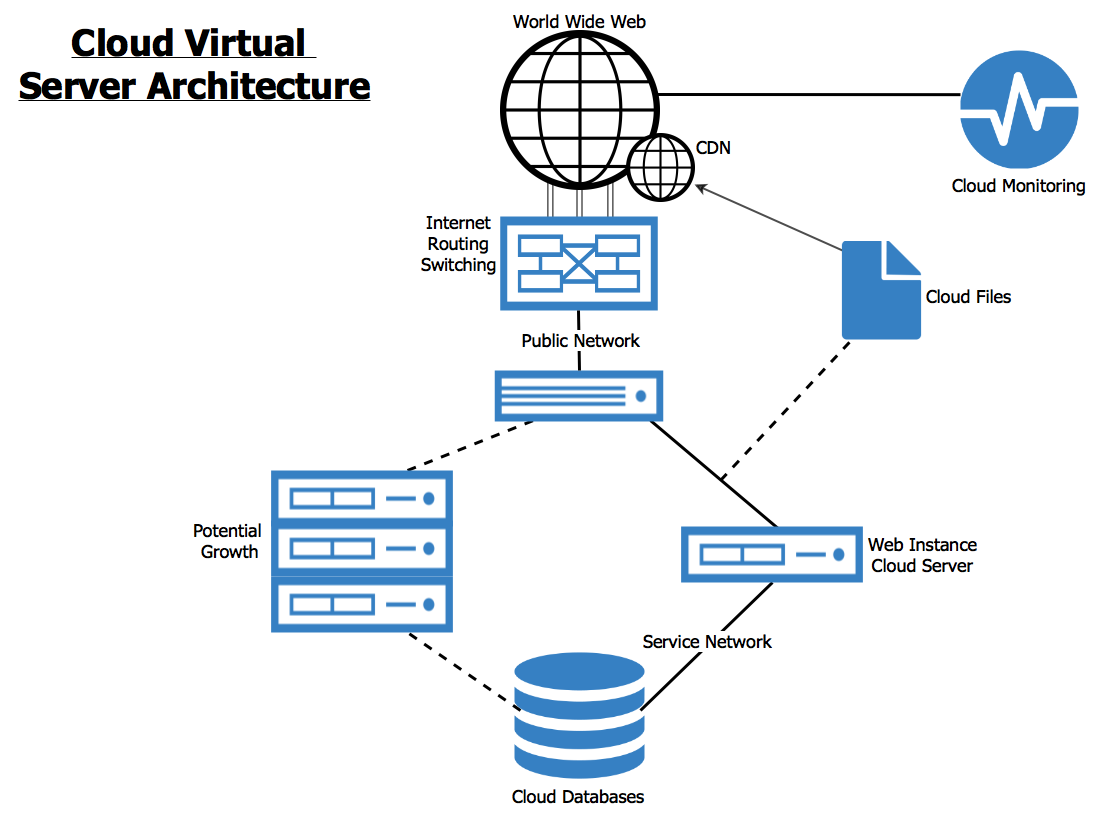 Cloud Virtual
Server Architecture
World Wide Web
CDN
Cloud Monitoring
Internet
Routing
Switching
Cloud Files
Public Network
Potential
Growth
Web Instance
Cloud Server
Service Network
Cloud Databases